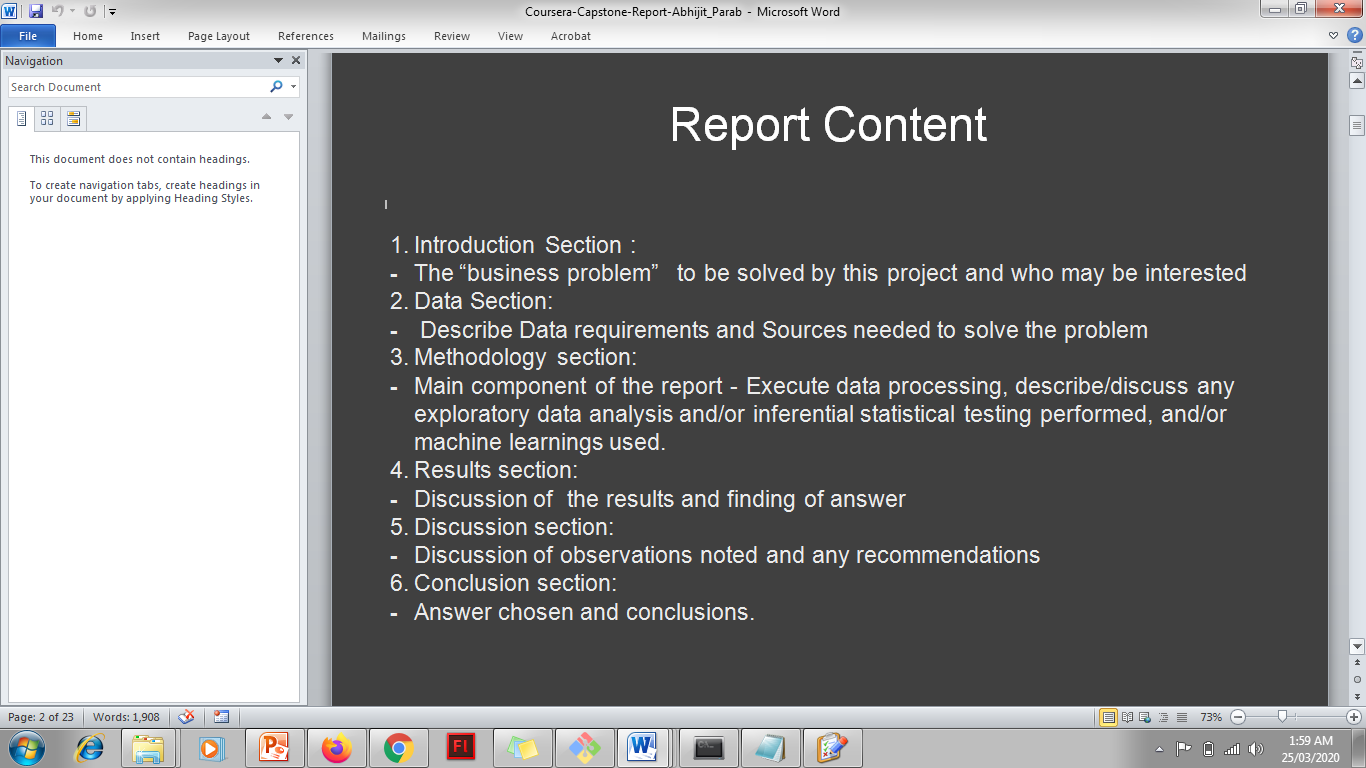 Coursera-Capstone-Report-Abhijit_Parab - Microsoft Word
File Home Insert Page Layout References Mailings Review View Acrobat
Navigation
Search Document
This document does not contain headings.
To create navigation tabs, create headings in
your document by applying Heading Styles.
Report Content
1. Introduction Section :
- The “business problem” to be solved by this project and who may be interested
2. Data Section:
- Describe Data requirements and Sources needed to solve the problem
3. Methodology section:
- Main component of the report - Execute data processing, describe/discuss any
exploratory data analysis and/or inferential statistical testing performed, and/or
machine learnings used.
4. Results section:
- Discussion of the results and finding of answer
5. Discussion section:
- Discussion of observations noted and any recommendations
6. Conclusion section:
- Answer chosen and conclusions.
Page: 2 of 23 Words: 1,908 73%
1:59 AM
25/03/2020